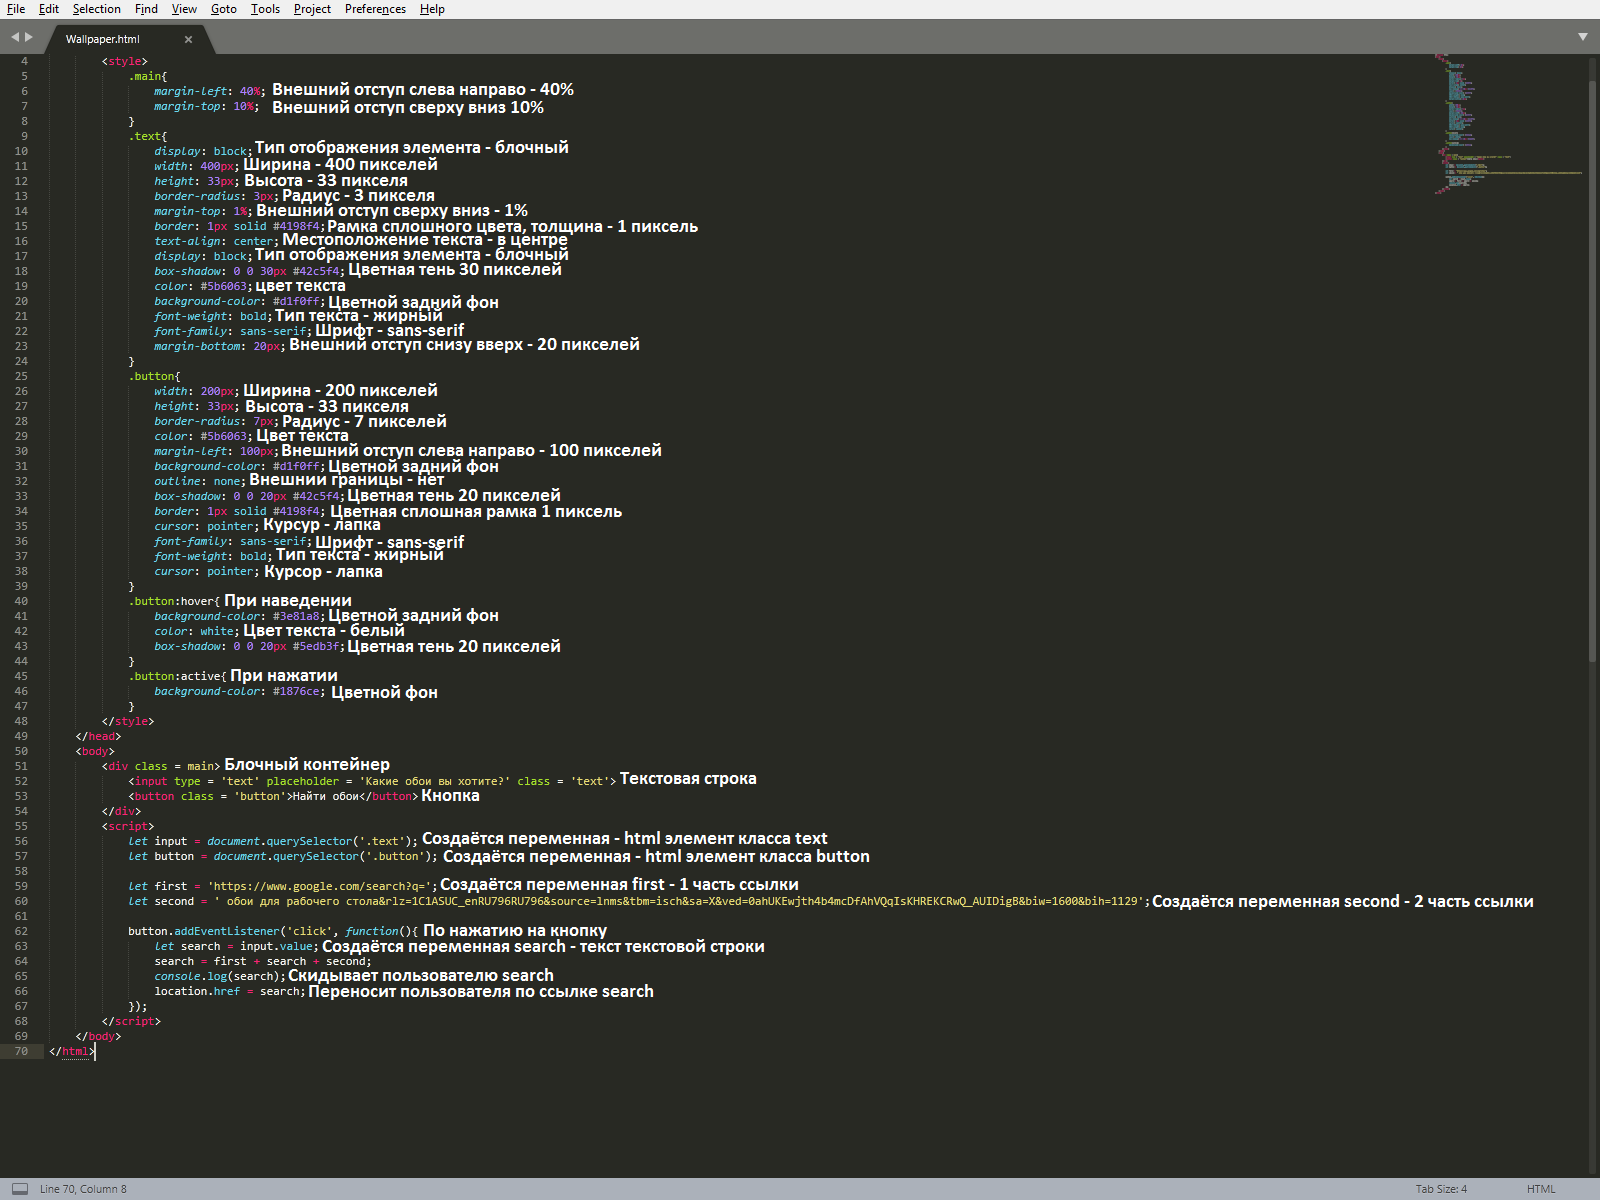 File Edit Selection Find View Goto Tools Project Preferences Help
Wallpaper.html ×
4 <style>
5 .main{
6 margin-left: 40%; Внешний отступ слева направо - 40%
7 margin-top: 10%; Внешний отступ сверху вниз 10%
8 }
9 .text{
10 display: block; Тип отображения элемента - блочный
11 width: 400px; Ширина - 400 пикселей
12 height: 33px; Высота - 33 пикселя
13 border-radius: 3px; Радиус - 3 пикселя
14 margin-top: 1%; Внешний отступ сверху вниз - 1%
15 border: 1px solid #4198f4; Рамка сплошного цвета, толщина - 1 пиксель
16 text-align: center; Местоположение текста - в центре
17 display: block; Тип отображения элемента - блочный
18 box-shadow: 0 0 30px #42c5f4; Цветная тень 30 пикселей
19 color: #5b6063; цвет текста
20 background-color: #d1f0ff; Цветной задний фон
21 font-weight: bold; Тип текста - жирный
22 font-family: sans-serif; Шрифт - sans-serif
23 margin-bottom: 20px; Внешний отступ снизу вверх - 20 пикселей
24 }
25 .button{
26 width: 200px; Ширина - 200 пикселей
27 height: 33px; Высота - 33 пикселя
28 border-radius: 7px; Радиус - 7 пикселей
29 color: #5b6063; Цвет текста
30 margin-left: 100px; Внешний отступ слева направо - 100 пикселей
31 background-color: #d1f0ff; Цветной задний фон
32 outline: none; Внешнии границы - нет
33 box-shadow: 0 0 20px #42c5f4; Цветная тень 20 пикселей
34 border: 1px solid #4198f4; Цветная сплошная рамка 1 пиксель
35 cursor: pointer; Курсур - лапка
36 font-family: sans-serif; Шрифт - sans-serif
37 font-weight: bold; Тип текста - жирный
38 cursor: pointer; Курсор - лапка
39 }
40 .button:hover{ При наведении
41 background-color: #3e81a8; Цветной задний фон
42 color: white; Цвет текста - белый
43 box-shadow: 0 0 20px #5edb3f; Цветная тень 20 пикселей
44 }
45 .button:active{ При нажатии
46 background-color: #1876ce; Цветной фон
47 }
48 </style>
49 </head>
50 <body>
51 <div class = main> Блочный контейнер
52 <input type = 'text' placeholder = 'Какие обои вы хотите?' class = 'text'> Текстовая строка
53 <button class = 'button'>Найти обои</button> Кнопка
54 </div>
55 <script>
56 let input = document.querySelector('.text'); Создаётся переменная - html элемент класса text
57 let button = document.querySelector('.button'); Создаётся переменная - html элемент класса button
58
59 let first = 'https://www.google.com/search?q='; Создаётся переменная first - 1 часть ссылки
60 let second = ' обои для рабочего стола&rlz=1C1ASUC_enRU796RU796&source=lnms&tbm=isch&sa=X&ved=0ahUKEwjth4b4mcDfAhVQqIsKHREKCRwQ_AUIDigB&biw=1600&bih=1129'; Создаётся переменная second - 2 часть ссылки
61
62 button.addEventListener('click', function(){ По нажатию на кнопку
63 let search = input.value; Создаётся переменная search - текст текстовой строки
64 search = first + search + second;
65 console.log(search); Скидывает пользователю search
66 location.href = search; Переносит пользователя по ссылке search
67 });
68 </script>
69 </body>
70 </html>
Line 70, Column 8 Tab Size: 4 HTML